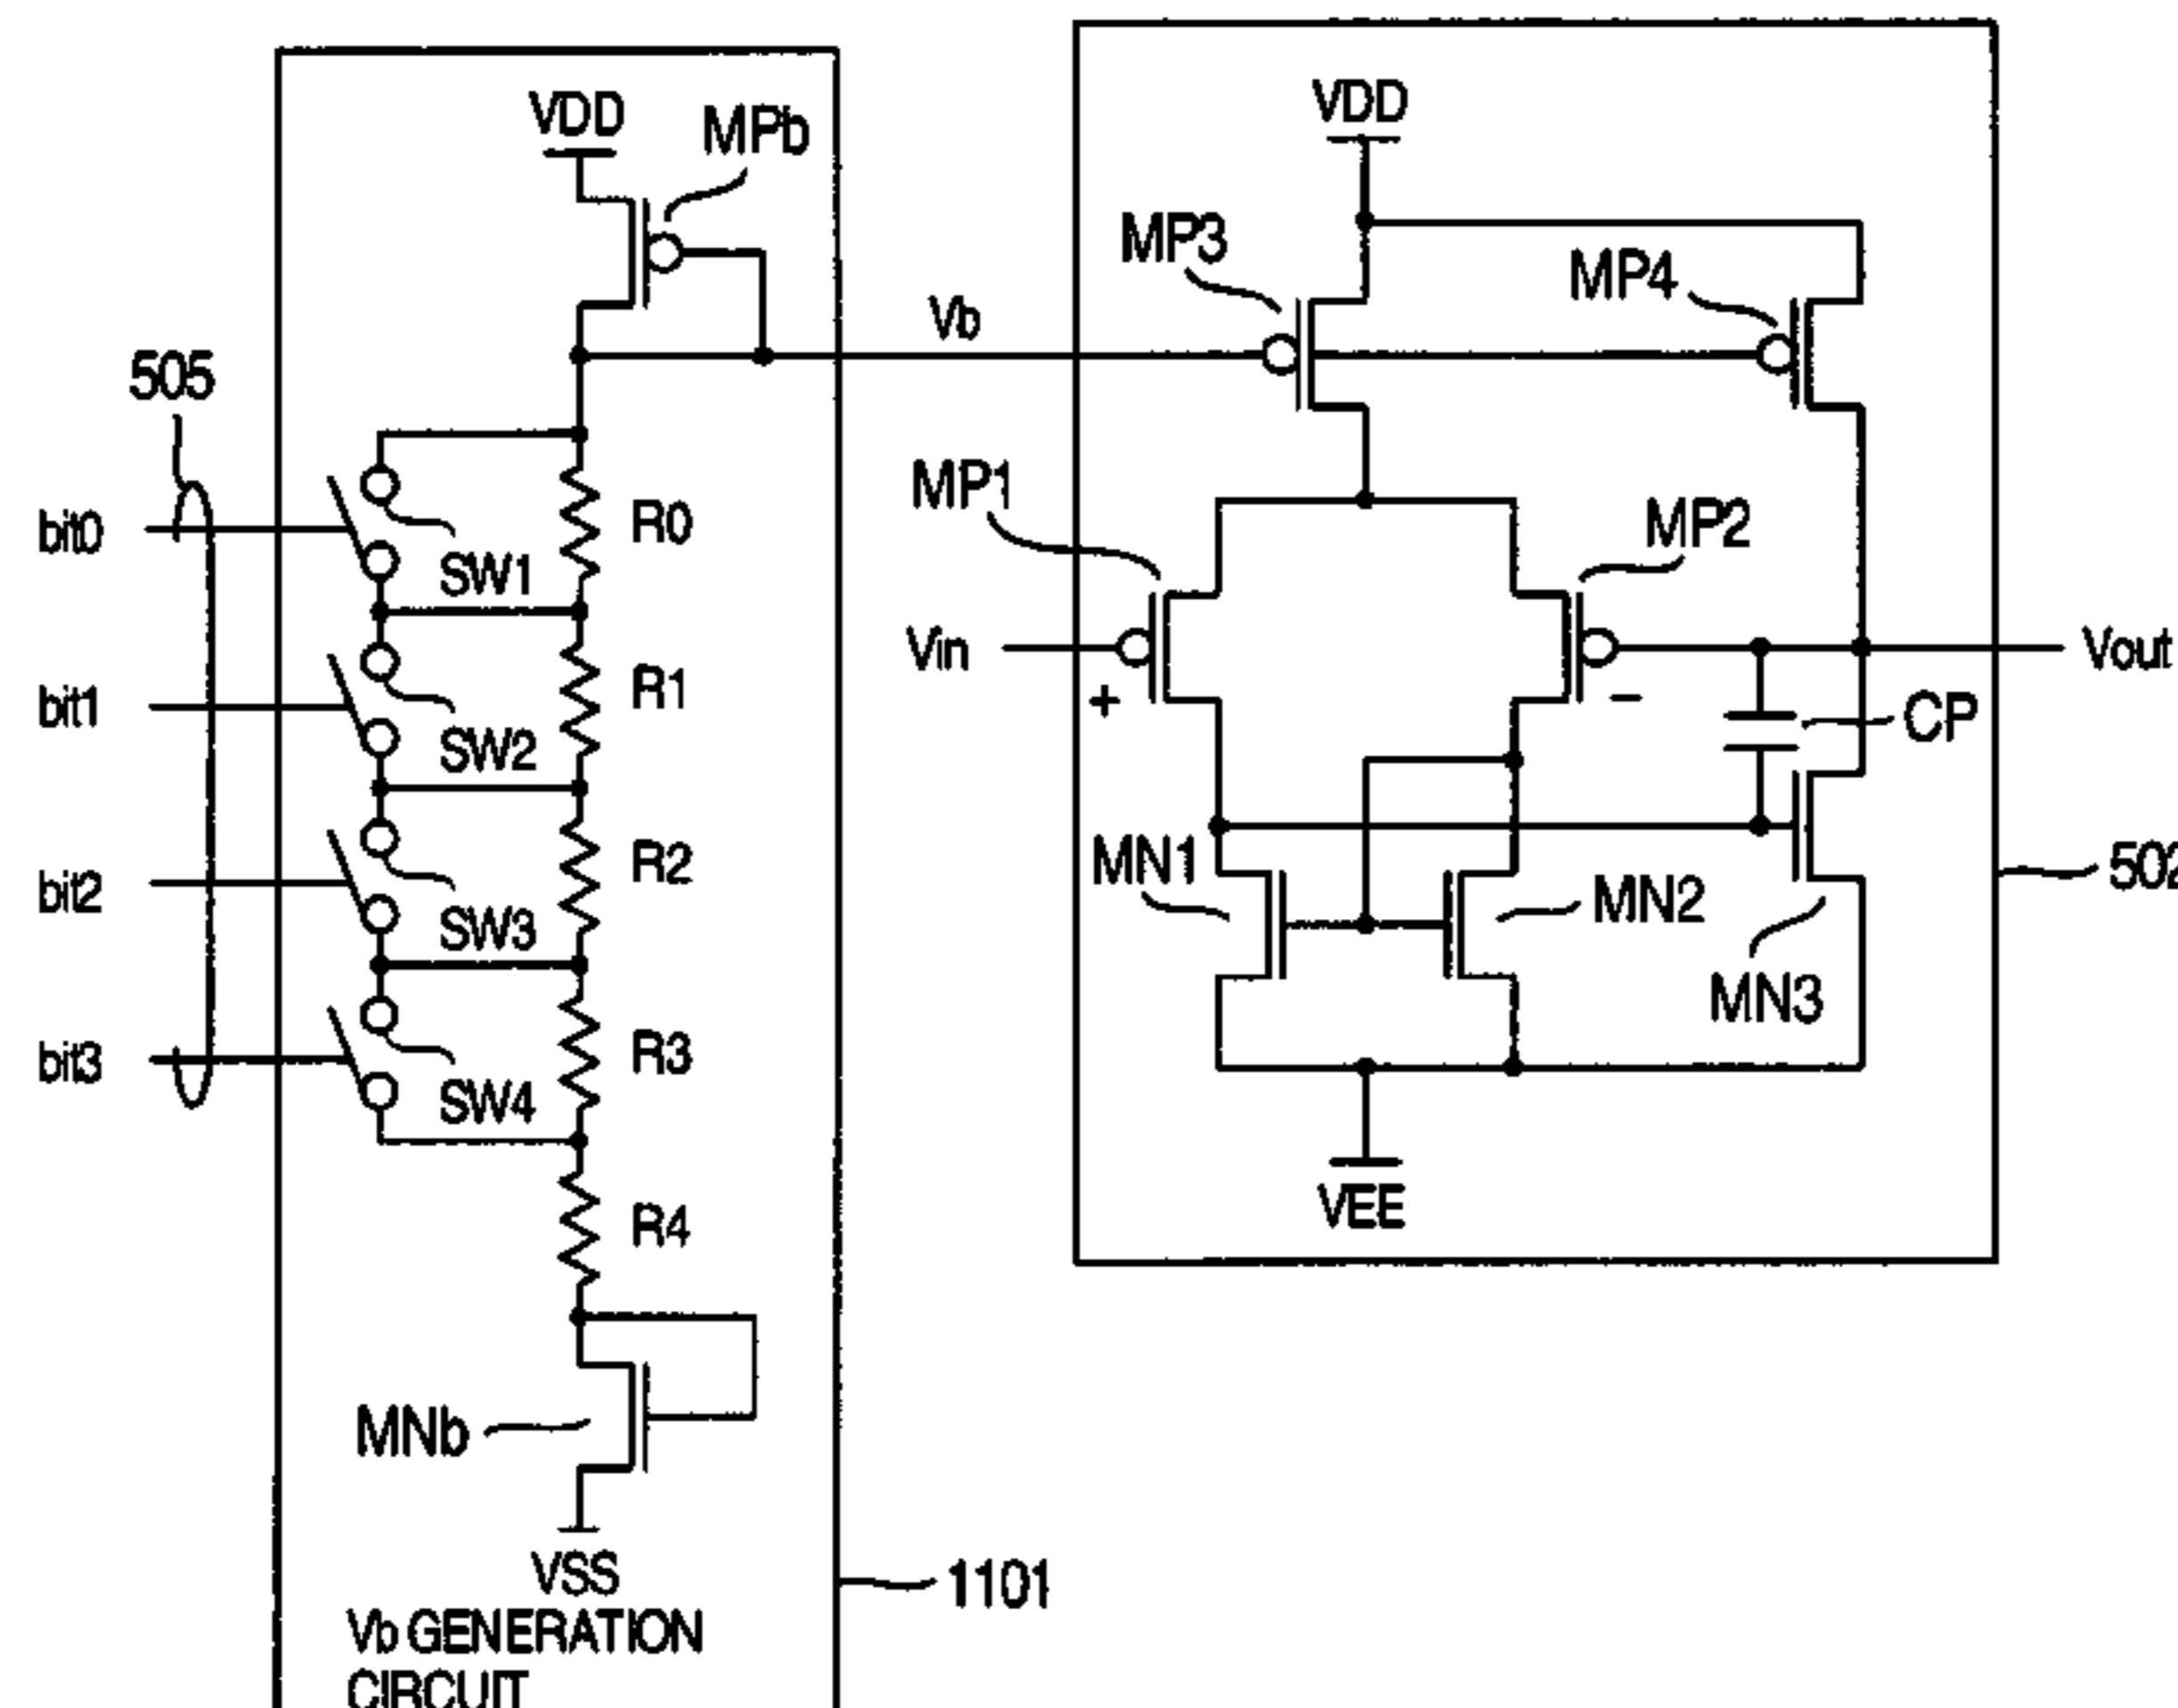 VDD
MPb
Vb
505
bit0
SW1
R0
bit1
SW2
R1
bit2
SW3
R2
bit3
SW4
R3
R4
MNb
VSS
Vb GENERATION
CIRCUIT
1101
VDD
MP3
MP4
MP1
MP2
Vin
+
−
Vout
CP
MN1
MN2
MN3
VEE
502